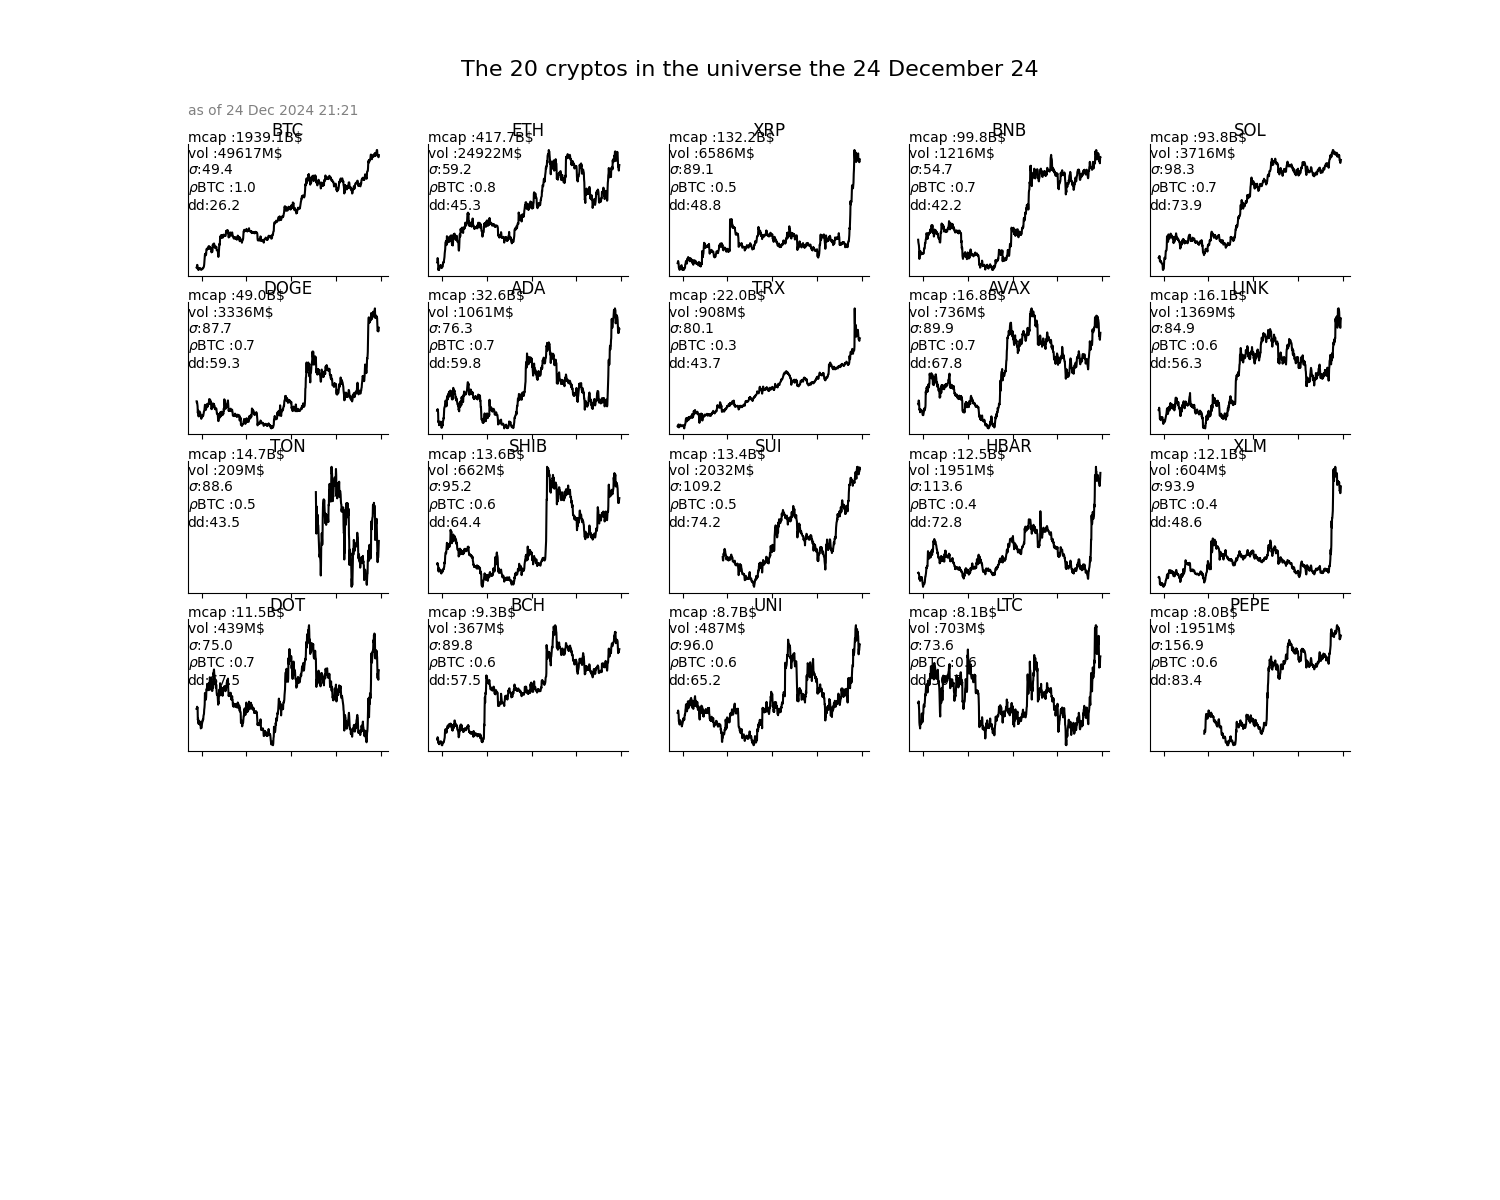 The 20 cryptos in the universe the 24 December 24
as of 24 Dec 2024 21:21
BTC
mcap :1939.1B$
vol :49617M$
σ:49.4
ρBTC :1.0
dd:26.2
ETH
mcap :417.7B$
vol :24922M$
σ:59.2
ρBTC :0.8
dd:45.3
XRP
mcap :132.2B$
vol :6586M$
σ:89.1
ρBTC :0.5
dd:48.8
BNB
mcap :99.8B$
vol :1216M$
σ:54.7
ρBTC :0.7
dd:42.2
SOL
mcap :93.8B$
vol :3716M$
σ:98.3
ρBTC :0.7
dd:73.9
DOGE
mcap :49.0B$
vol :3336M$
σ:87.7
ρBTC :0.7
dd:59.3
ADA
mcap :32.6B$
vol :1061M$
σ:76.3
ρBTC :0.7
dd:59.8
TRX
mcap :22.0B$
vol :908M$
σ:80.1
ρBTC :0.3
dd:43.7
AVAX
mcap :16.8B$
vol :736M$
σ:89.9
ρBTC :0.7
dd:67.8
LINK
mcap :16.1B$
vol :1369M$
σ:84.9
ρBTC :0.6
dd:56.3
TON
mcap :14.7B$
vol :209M$
σ:88.6
ρBTC :0.5
dd:43.5
SHIB
mcap :13.6B$
vol :662M$
σ:95.2
ρBTC :0.6
dd:64.4
SUI
mcap :13.4B$
vol :2032M$
σ:109.2
ρBTC :0.5
dd:74.2
HBAR
mcap :12.5B$
vol :1951M$
σ:113.6
ρBTC :0.4
dd:72.8
XLM
mcap :12.1B$
vol :604M$
σ:93.9
ρBTC :0.4
dd:48.6
DOT
mcap :11.5B$
vol :439M$
σ:75.0
ρBTC :0.7
BCH
mcap :9.3B$
vol :367M$
σ:89.8
ρBTC :0.6
dd:57.5
UNI
mcap :8.7B$
vol :487M$
σ:96.0
ρBTC :0.6
dd:65.2
LTC
mcap :8.1B$
vol :703M$
σ:73.6
ρBTC :0.6
PEPE
mcap :8.0B$
vol :1951M$
σ:156.9
ρBTC :0.6
dd:83.4